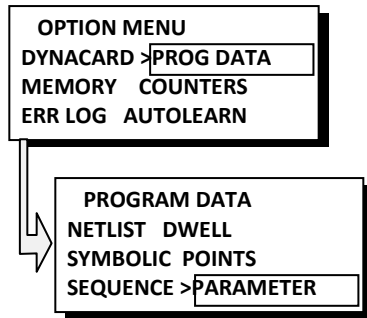 OPTION MENU
DYNACARD >PROG DATA
MEMORY COUNTERS
ERR LOG AUTOLEARN
PROGRAM DATA
NETLIST DWELL
SYMBOLIC POINTS
SEQUENCE >PARAMETER